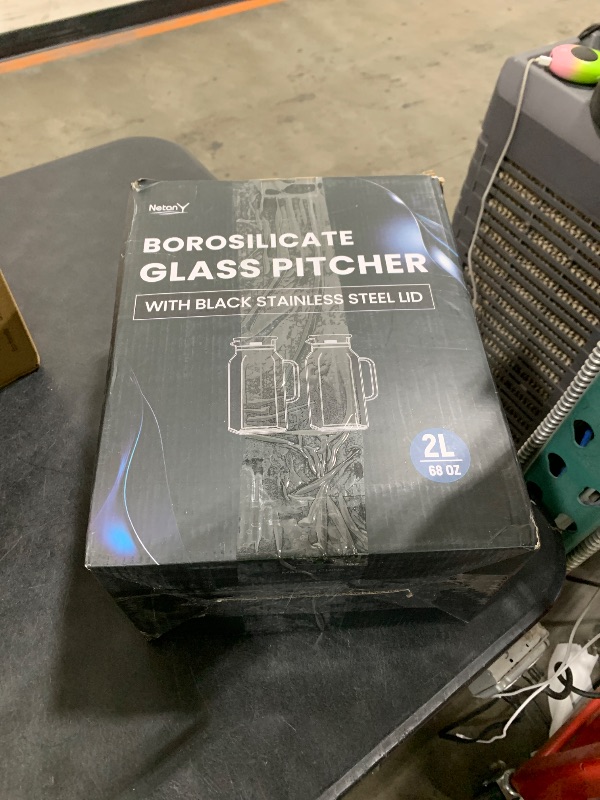 NetanY
BOROSILICATE
GLASS PITCHER
WITH BLACK STAINLESS STEEL LID
2L
68 OZ